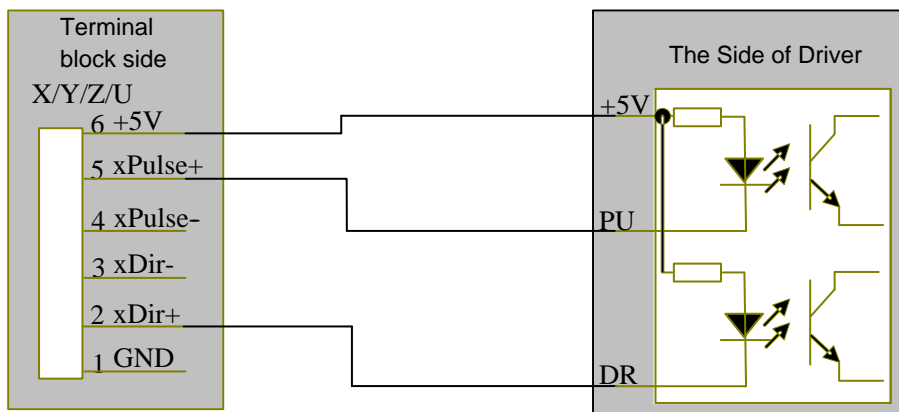 Terminal
block side
X/Y/Z/U
6 +5V
5 xPulse+
4 xPulse-
3 xDir-
2 xDir+
1 GND
The Side of Driver
+5V
PU
DR